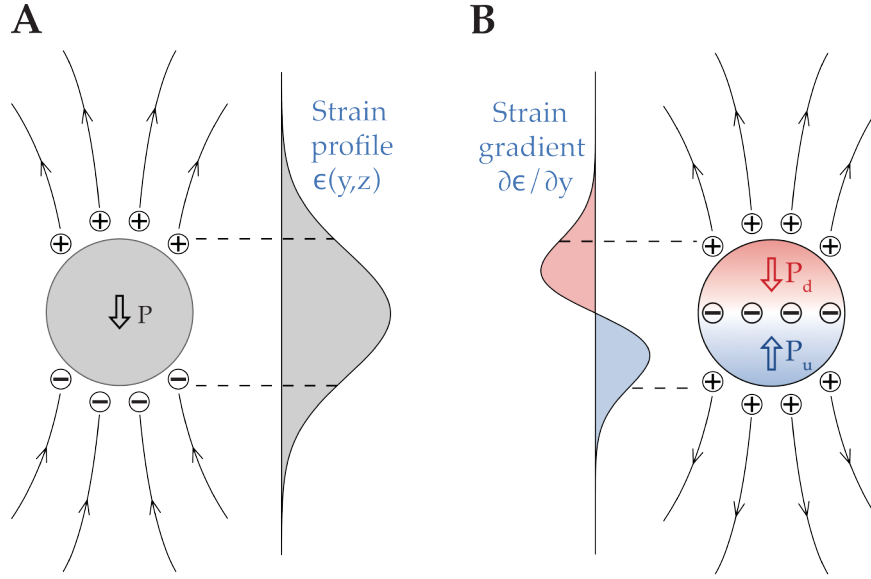 A
B
Strain
profile
ϵ(y,z)
Strain
gradient
∂ϵ/∂y
+ + + +
P
− − − −
+ + + +
P_d
− − − −
P_u
+ + + +